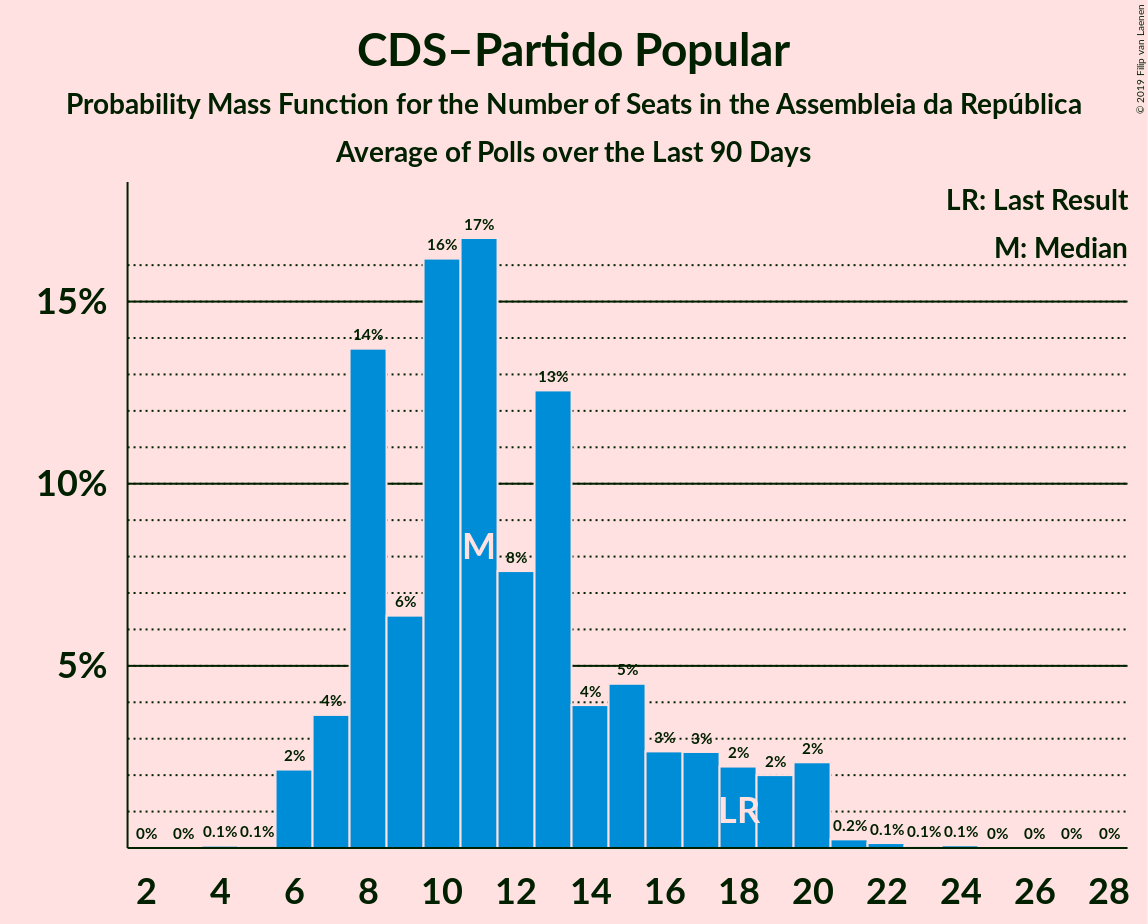 CDS–Partido Popular
Probability Mass Function for the Number of Seats in the Assembleia da República
Average of Polls over the Last 90 Days
© 2019 Filip van Laenen
LR: Last Result
M: Median
15%
10%
5%
0% 0% 0.1% 0.1% 2% 4% 14% 6% 16% 17% 8% 13% 4% 5% 3% 3% 2% 2% 2% 0.2% 0.1% 0.1% 0.1% 0% 0% 0% 0%
M
LR
2 4 6 8 10 12 14 16 18 20 22 24 26 28